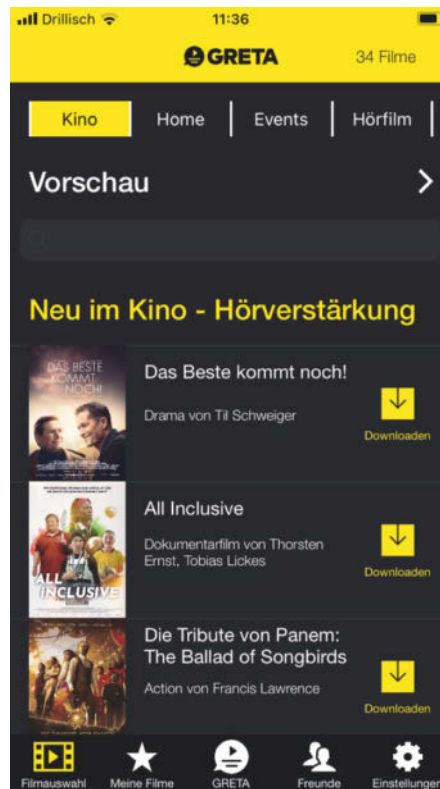 Drillisch 11:36
GRETA 34 Filme
Kino Home Events Hörfilm
Vorschau
Neu im Kino - Hörverstärkung
DAS BESTE
KOMMT
NOCH!
Das Beste kommt noch!
Drama von Til Schweiger
Downloaden
ALL
INCLUSIVE
All Inclusive
Dokumentarfilm von Thorsten
Ernst, Tobias Lickes
Downloaden
Die Tribute von Panem:
The Ballad of Songbirds
Action von Francis Lawrence
Downloaden
Filmauswahl Meine Filme GRETA Freunde Einstellungen